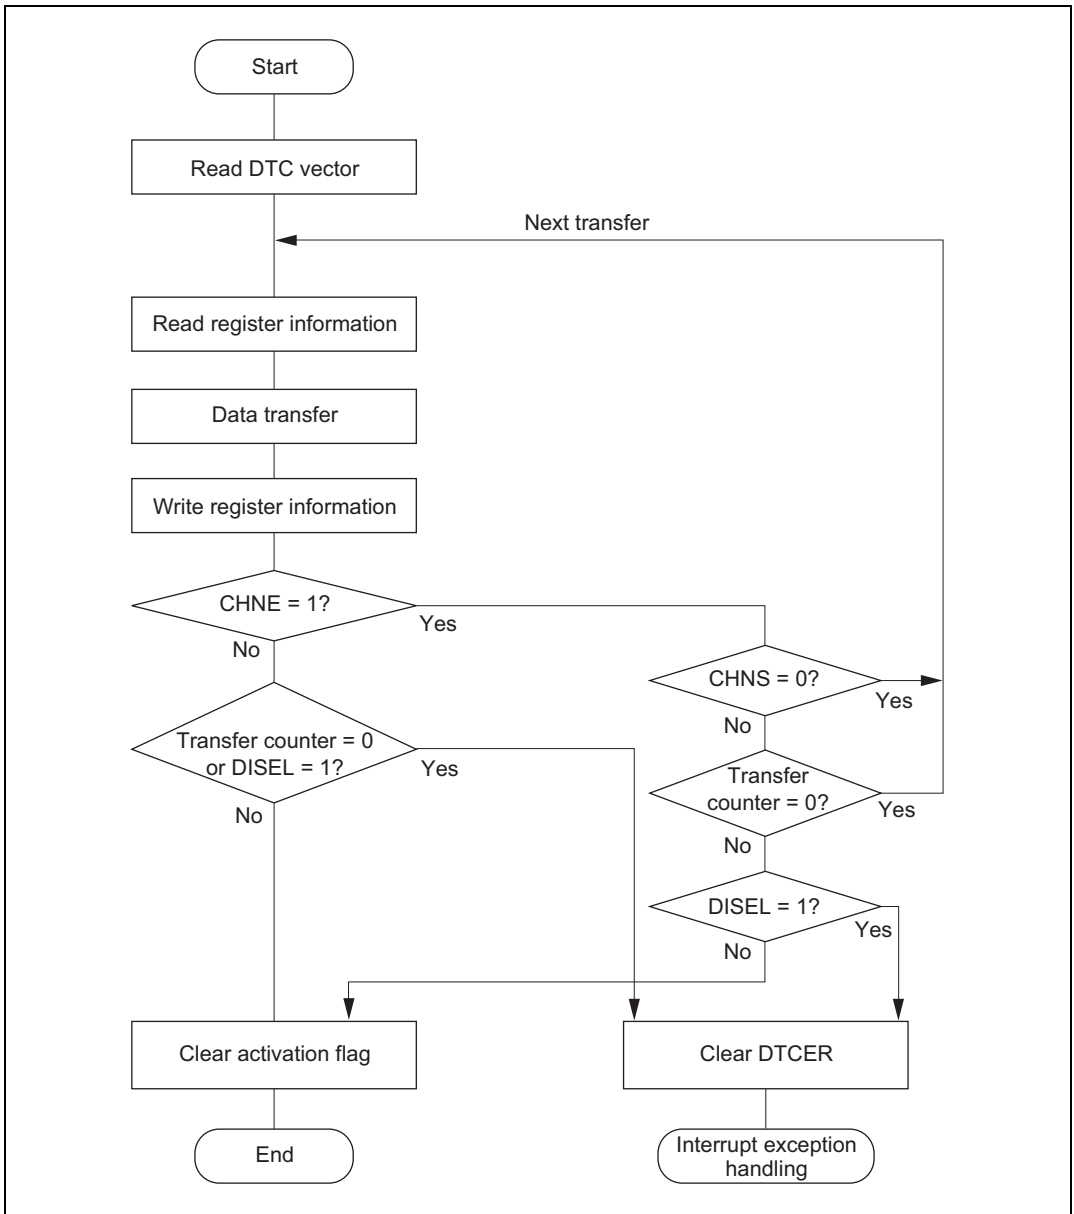 Start
Read DTC vector
Next transfer
Read register information
Data transfer
Write register information
CHNE = 1?
Yes
No
CHNS = 0?
Yes
No
Transfer counter = 0
or DISEL = 1?
Yes
No
Transfer
counter = 0?
Yes
No
DISEL = 1?
Yes
No
Clear activation flag
Clear DTCER
End
Interrupt exception
handling